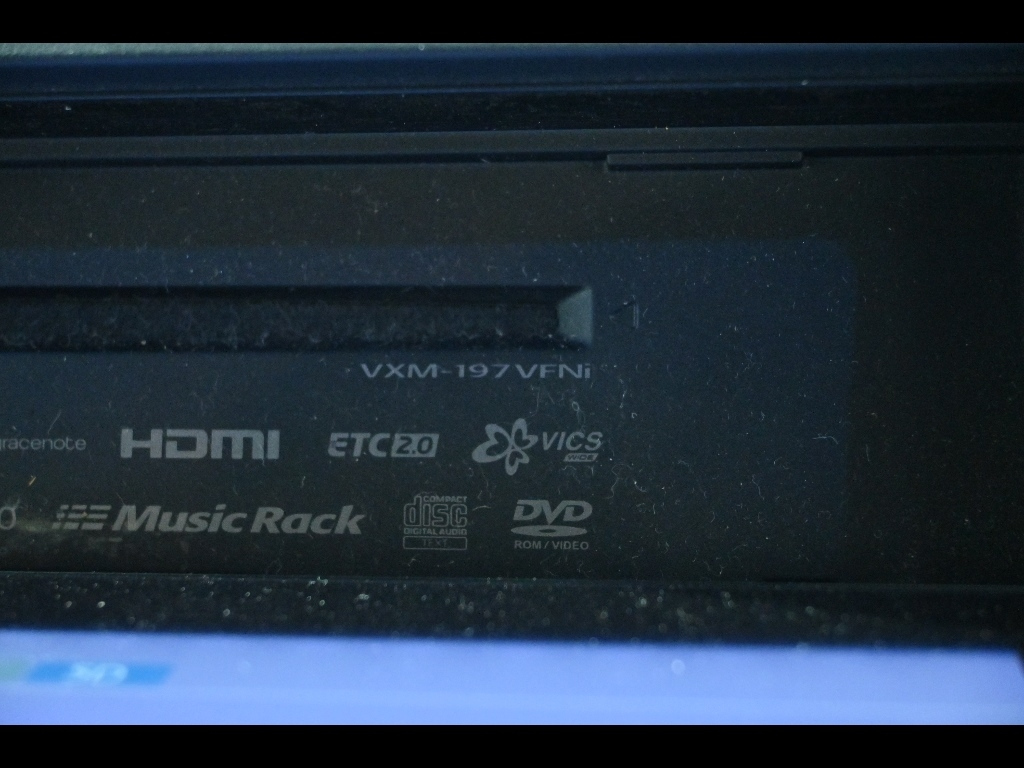 VXM-197VFNi
gracenote HDMI ETC2.0 VICS WIDE
Music Rack COMPACT disc DIGITAL AUDIO TEXT DVD ROM / VIDEO